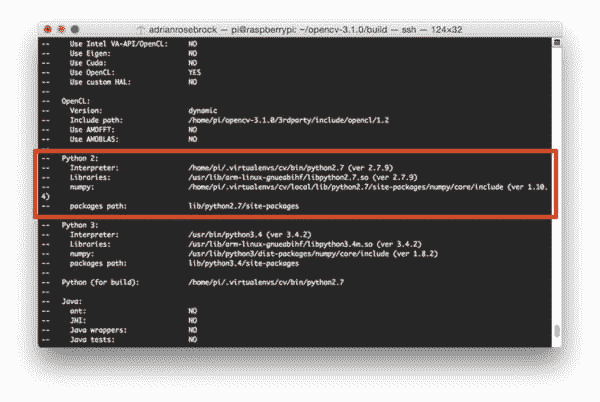 adrianrosebrock — pi@raspberrypi: ~/opencv-3.1.0/build — ssh — 124x32
-- Use Intel VA-API/OpenCL: NO
-- Use Eigen: NO
-- Use Cuda: NO
-- Use OpenCL: YES
-- Use custom HAL: NO
--
-- OpenCL:
-- Version: dynamic
-- Include path: /home/pi/opencv-3.1.0/3rdparty/include/opencl/1.2
-- Use AMDFFT: NO
-- Use AMDBLAS: NO
--
-- Python 2:
-- Interpreter: /home/pi/.virtualenvs/cv/bin/python2.7 (ver 2.7.9)
-- Libraries: /usr/lib/arm-linux-gnueabihf/libpython2.7.so (ver 2.7.9)
-- numpy: /home/pi/.virtualenvs/cv/local/lib/python2.7/site-packages/numpy/core/include (ver 1.10.
4)
-- packages path: lib/python2.7/site-packages
--
-- Python 3:
-- Interpreter: /usr/bin/python3.4 (ver 3.4.2)
-- Libraries: /usr/lib/arm-linux-gnueabihf/libpython3.4m.so (ver 3.4.2)
-- numpy: /usr/lib/python3/dist-packages/numpy/core/include (ver 1.8.2)
-- packages path: lib/python3.4/site-packages
--
-- Python (for build): /home/pi/.virtualenvs/cv/bin/python2.7
--
-- Java:
-- ant: NO
-- JNI: NO
-- Java wrappers: NO
-- Java tests: NO